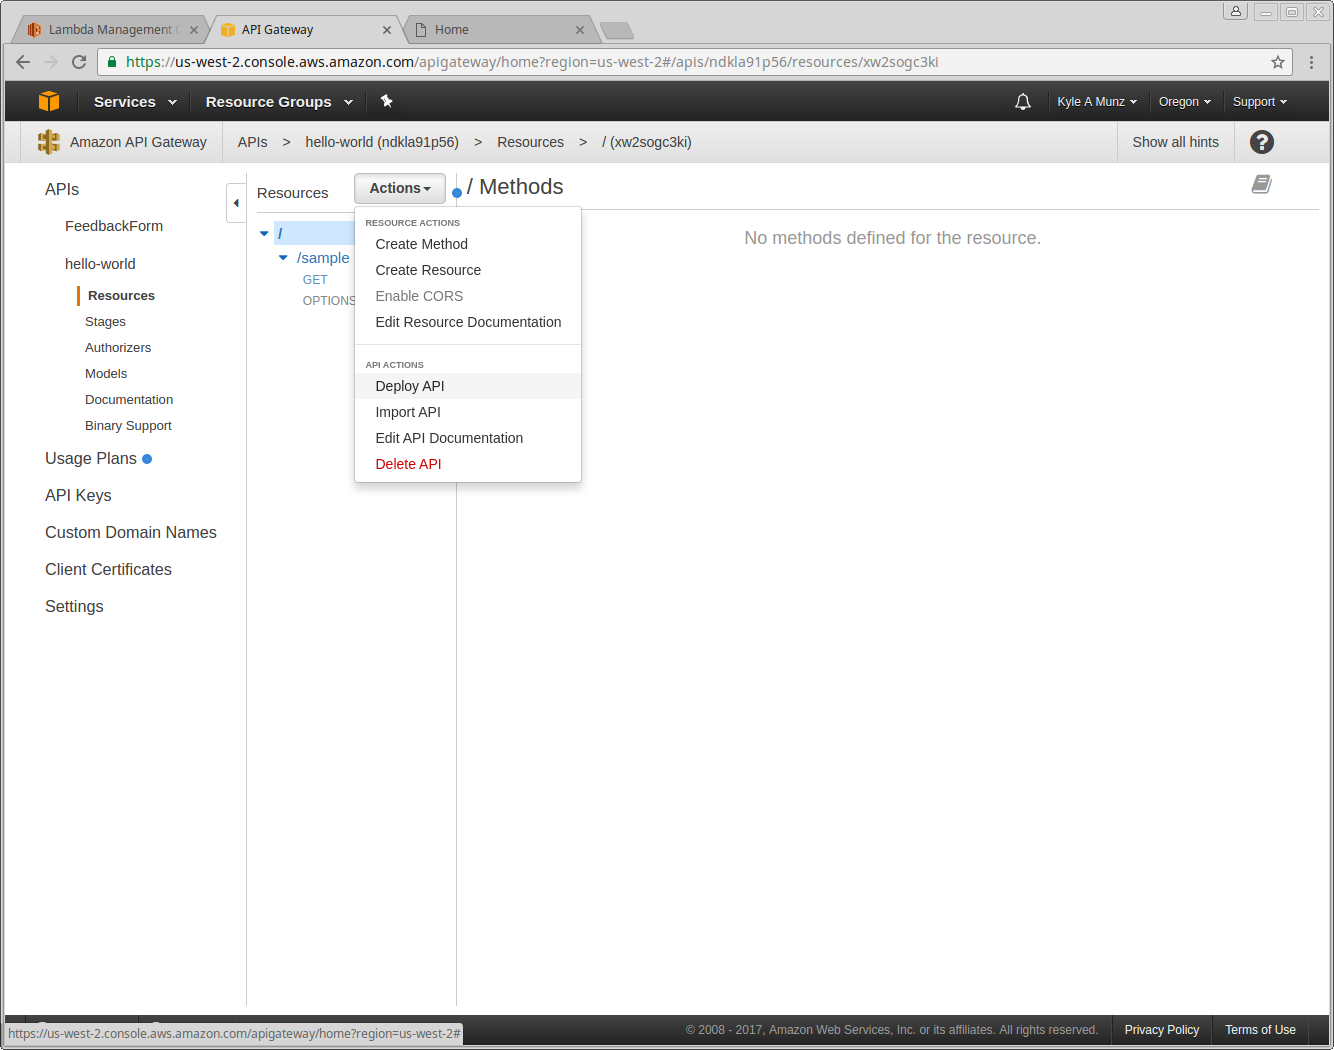 Lambda Management C
API Gateway
Home
https://us-west-2.console.aws.amazon.com/apigateway/home?region=us-west-2#/apis/ndkla91p56/resources/xw2sogc3ki
Services
Resource Groups
Kyle A Munz
Oregon
Support
Amazon API Gateway
APIs > hello-world (ndkla91p56) > Resources > / (xw2sogc3ki)
Show all hints
?
APIs
FeedbackForm
hello-world
Resources
Stages
Authorizers
Models
Documentation
Binary Support
Usage Plans
API Keys
Custom Domain Names
Client Certificates
Settings
Resources
Actions
/
/sample
GET
OPTIONS
RESOURCE ACTIONS
Create Method
Create Resource
Enable CORS
Edit Resource Documentation
API ACTIONS
Deploy API
Import API
Edit API Documentation
Delete API
/ Methods
No methods defined for the resource.
https://us-west-2.console.aws.amazon.com/apigateway/home?region=us-west-2#
© 2008 - 2017, Amazon Web Services, Inc. or its affiliates. All rights reserved.
Privacy Policy
Terms of Use